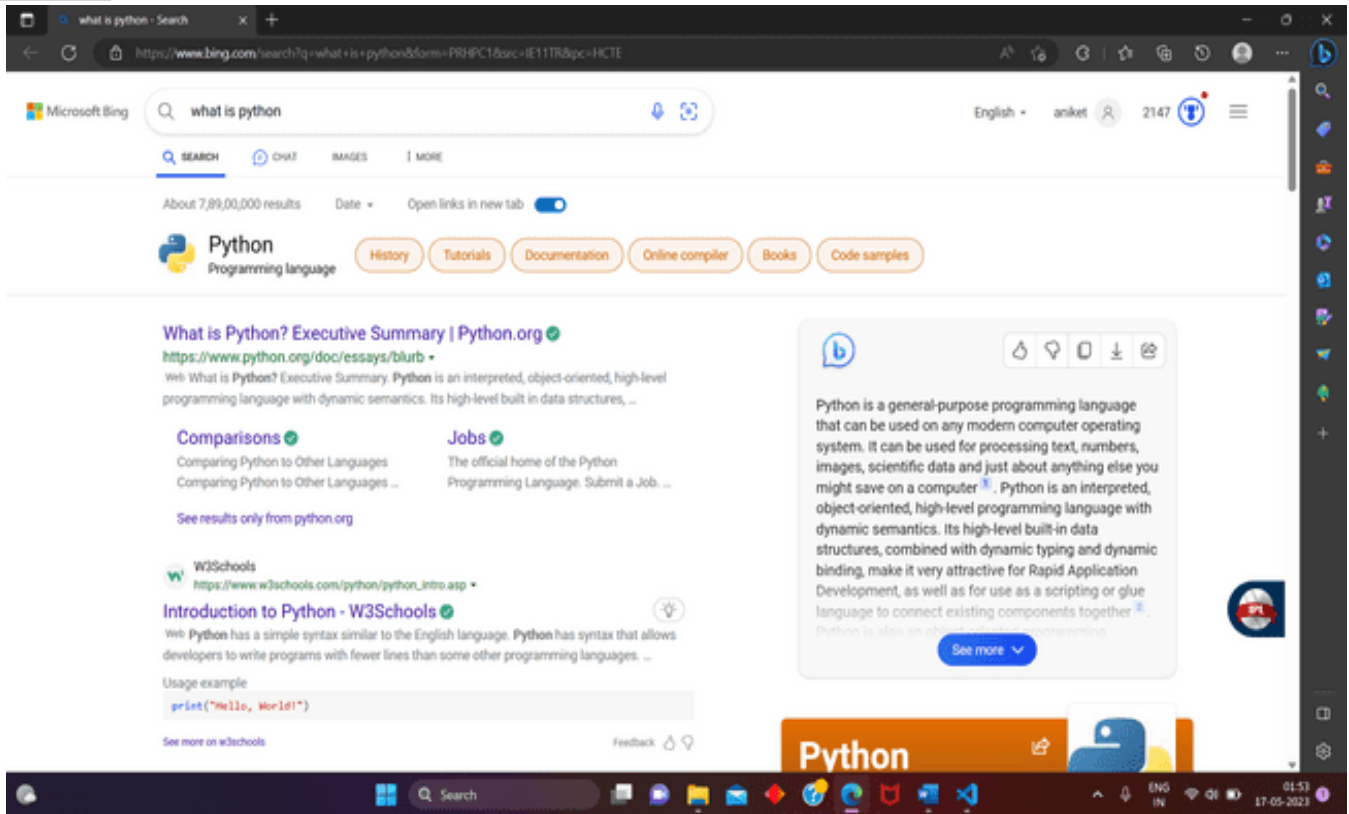 what is python - Search
https://www.bing.com/search?q=what+is+python&form=PRHPC1&src=IE11TR&pc=HCTE
Microsoft Bing
what is python
English
aniket
2147
SEARCH
CHAT
IMAGES
MORE
About 7,89,00,000 results
Date
Open links in new tab
Python
Programming language
History
Tutorials
Documentation
Online compiler
Books
Code samples
What is Python? Executive Summary | Python.org
https://www.python.org/doc/essays/blurb
Web What is Python? Executive Summary. Python is an interpreted, object-oriented, high-level
programming language with dynamic semantics. Its high-level built in data structures, ...
Comparisons
Comparing Python to Other Languages
Comparing Python to Other Languages ...
Jobs
The official home of the Python
Programming Language. Submit a Job. ...
See results only from python.org
W3Schools
https://www.w3schools.com/python/python_intro.asp
Introduction to Python - W3Schools
Web Python has a simple syntax similar to the English language. Python has syntax that allows
developers to write programs with fewer lines than some other programming languages. ...
Usage example
print("Hello, World!")
See more on w3schools
Feedback
Python is a general-purpose programming language
that can be used on any modern computer operating
system. It can be used for processing text, numbers,
images, scientific data and just about anything else you
might save on a computer 1 . Python is an interpreted,
object-oriented, high-level programming language with
dynamic semantics. Its high-level built-in data
structures, combined with dynamic typing and dynamic
binding, make it very attractive for Rapid Application
Development, as well as for use as a scripting or glue
language to connect existing components together 2 .
Python is also an object-oriented programming
See more
IPL
Python
Search
ENG
IN
01:53
17-05-2023
1